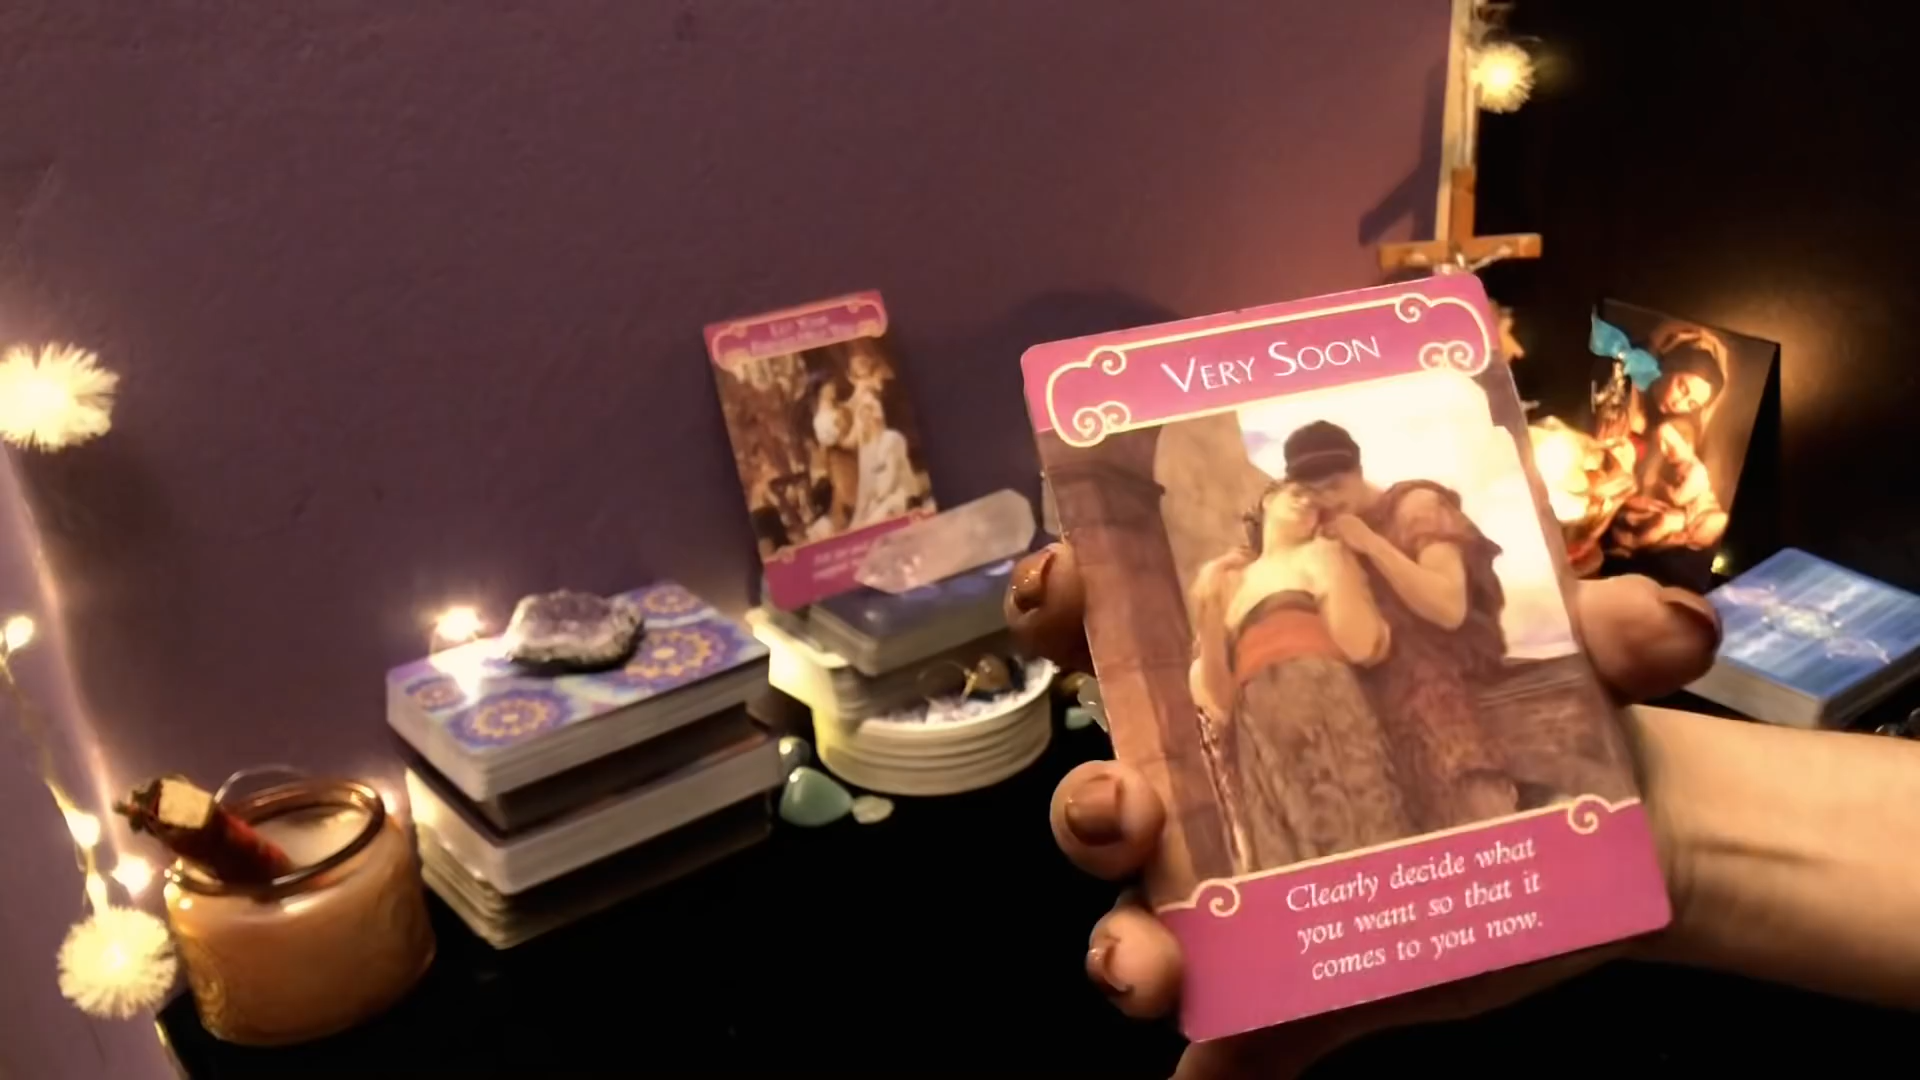 VERY SOON
Clearly decide what
you want so that it
comes to you now.